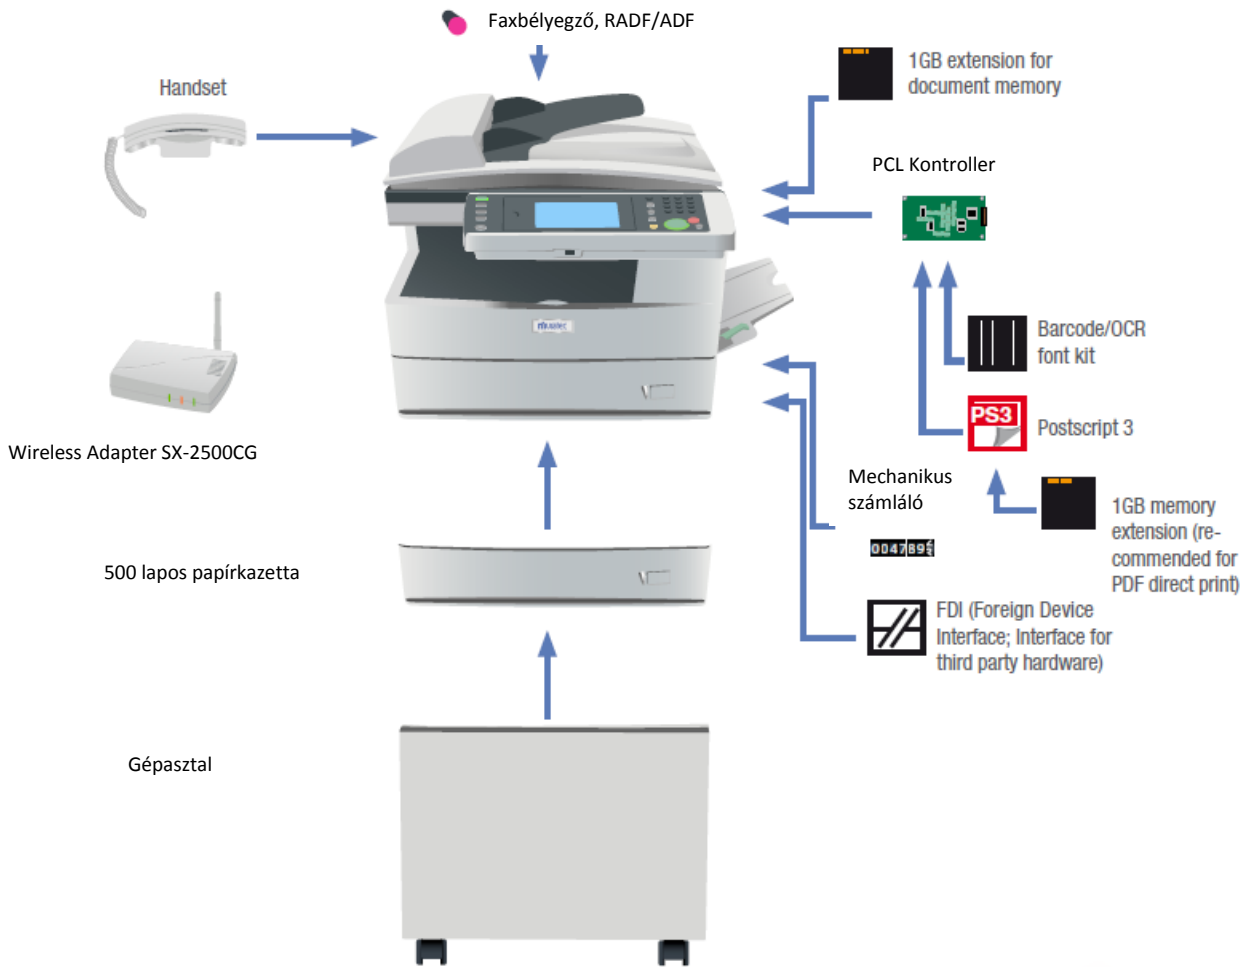 Faxbélyegző, RADF/ADF
Handset
1GB extension for
document memory
PCL Kontroller
Barcode/OCR
font kit
PS3
Postscript 3
Wireless Adapter SX-2500CG
Mechanikus
számláló
1GB memory
extension (re-
commended for
PDF direct print)
500 lapos papírkazetta
FDI (Foreign Device
Interface; Interface for
third party hardware)
Gépasztal